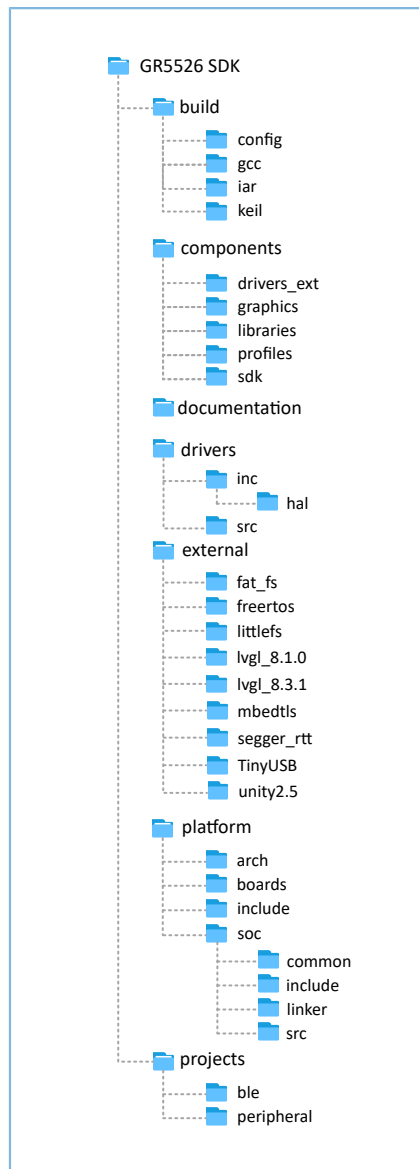 GR5526 SDK
build
config
gcc
iar
keil
components
drivers_ext
graphics
libraries
profiles
sdk
documentation
drivers
inc
hal
src
external
fat_fs
freertos
littlefs
lvgl_8.1.0
lvgl_8.3.1
mbedtls
segger_rtt
TinyUSB
unity2.5
platform
arch
boards
include
soc
common
include
linker
src
projects
ble
peripheral